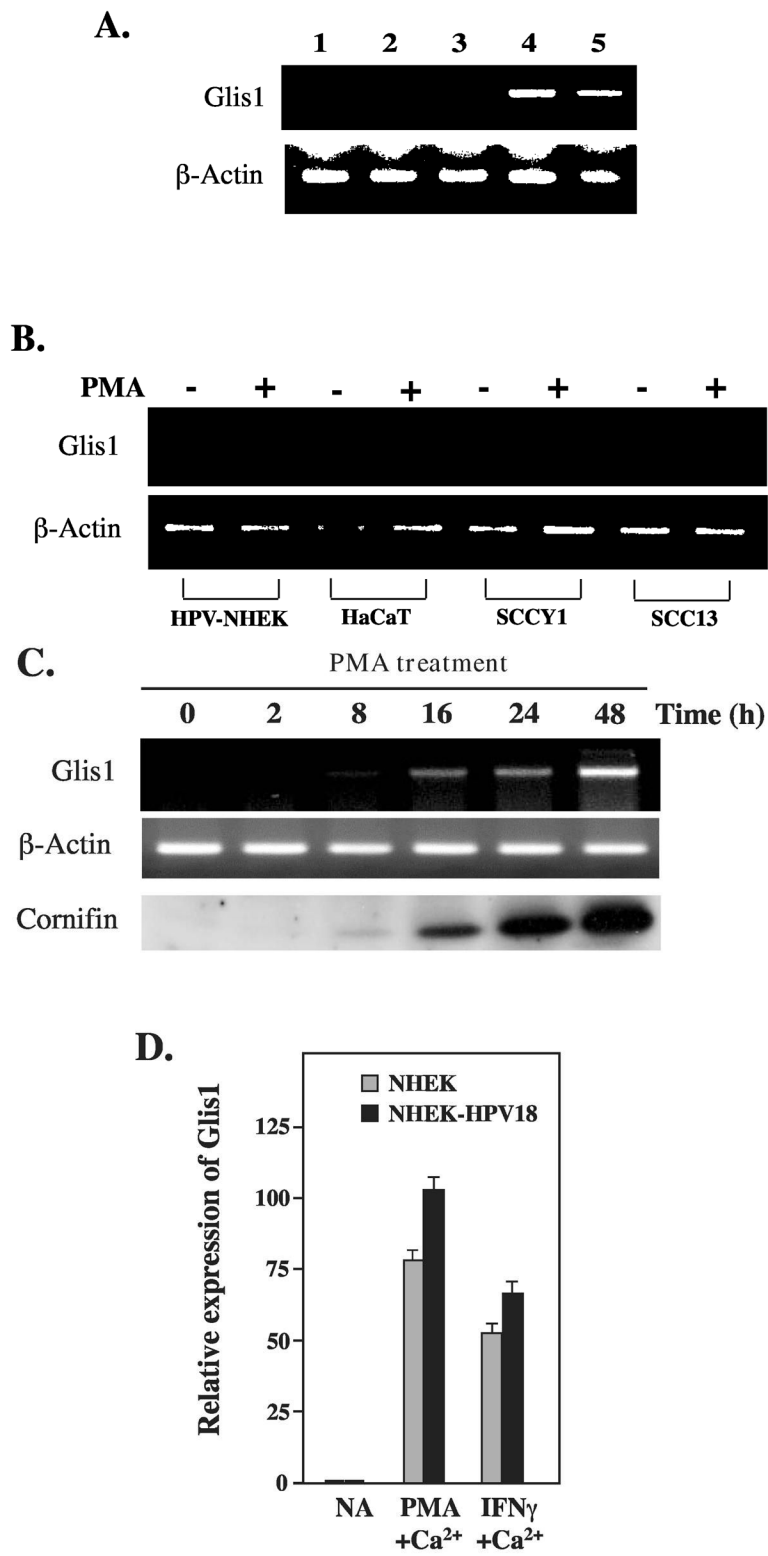 A.
1 2 3 4 5
Glis1
β-Actin
B.
PMA - + - + - + - +
Glis1
β-Actin
HPV-NHEK HaCaT SCCY1 SCC13
C.
PMA treatment
0 2 8 16 24 48 Time (h)
Glis1
β-Actin
Cornifin
D.
Relative expression of Glis1
NHEK
NHEK-HPV18
125
100
75
50
25
0
NA PMA IFNγ
+Ca²⁺ +Ca²⁺